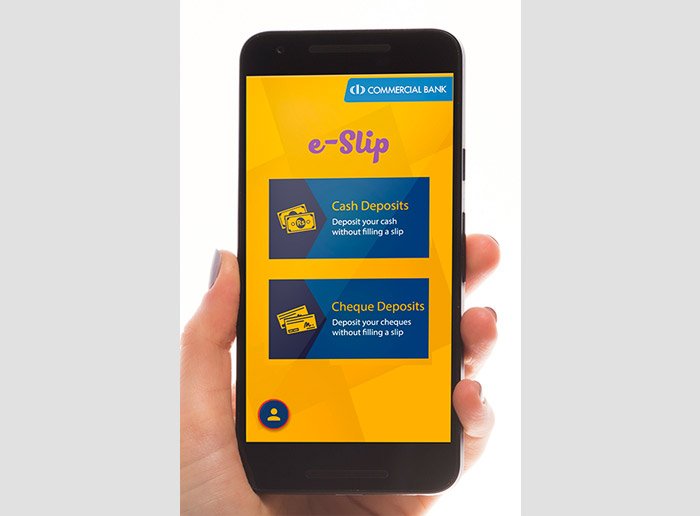 COMMERCIAL BANK
e-Slip
Rs
Cash Deposits
Deposit your cash
without filling a slip
Cheque Deposits
Deposit your cheques
without filling a slip